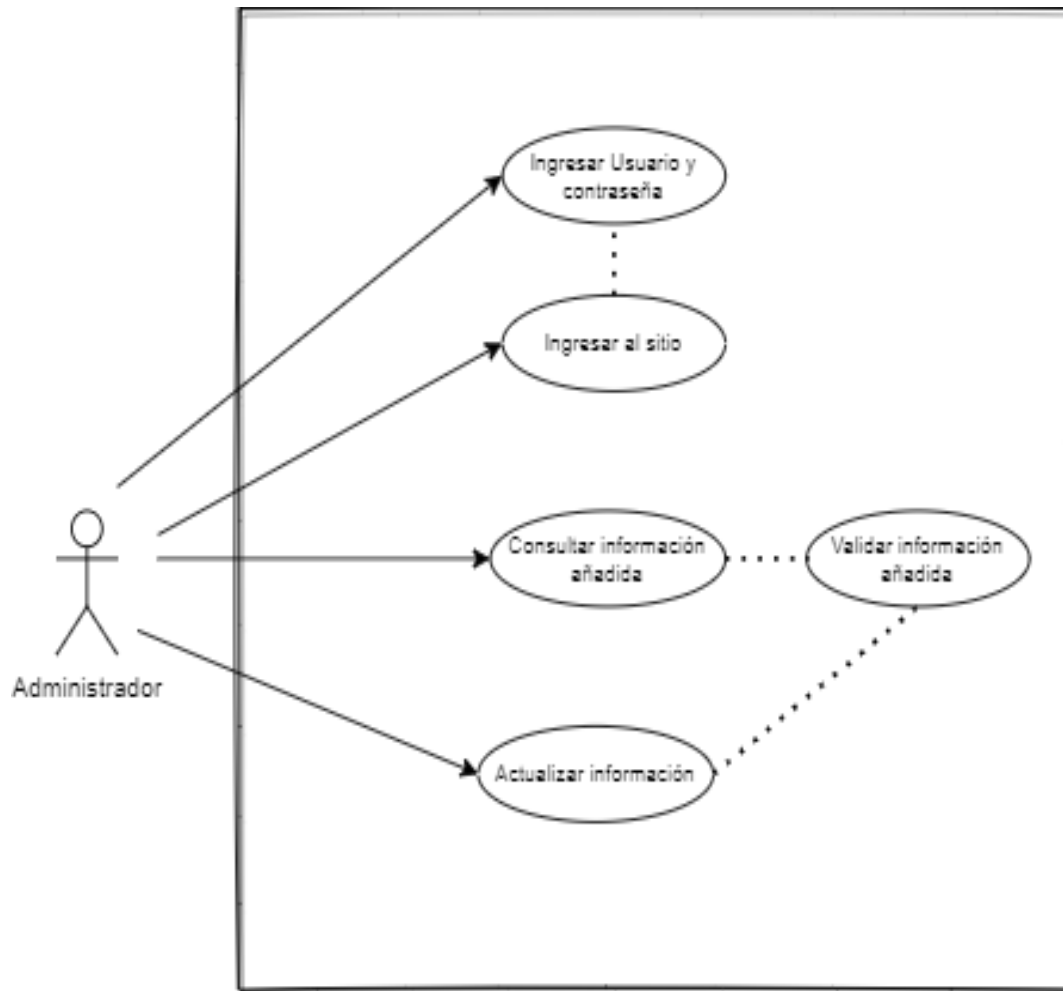 Ingresar Usuario y
contraseña
Ingresar al sitio
Consultar información
añadida
Validar información
añadida
Administrador
Actualizar información